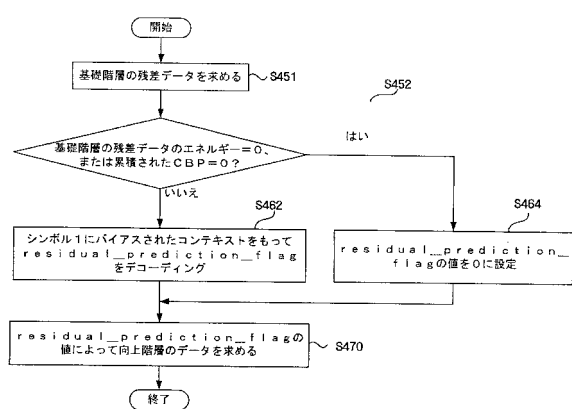 開始
基礎階層の残差データを求める
S451
S452
基礎階層の残差データのエネルギー=0、
または累積されたCBP=0?
はい
いいえ
S462
シンボル1にバイアスされたコンテキストをもって
residual_prediction_flag
をデコーディング
S464
residual_prediction_
flagの値を0に設定
residual_prediction_flagの
値によって向上階層のデータを求める
S470
終了